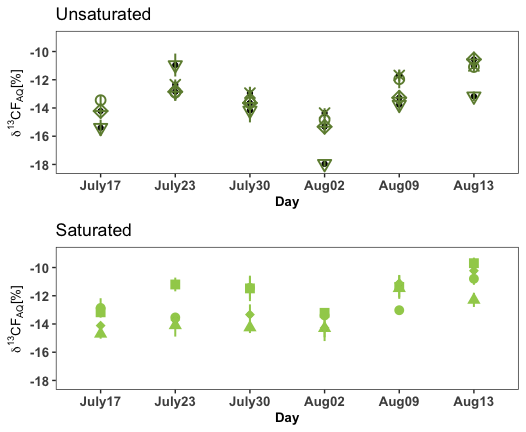 Unsaturated
δ¹³CF_AQ[%]
-10
-12
-14
-16
-18
July17 July23 July30 Aug02 Aug09 Aug13
Day
Saturated
δ¹³CF_AQ[%]
-10
-12
-14
-16
-18
July17 July23 July30 Aug02 Aug09 Aug13
Day